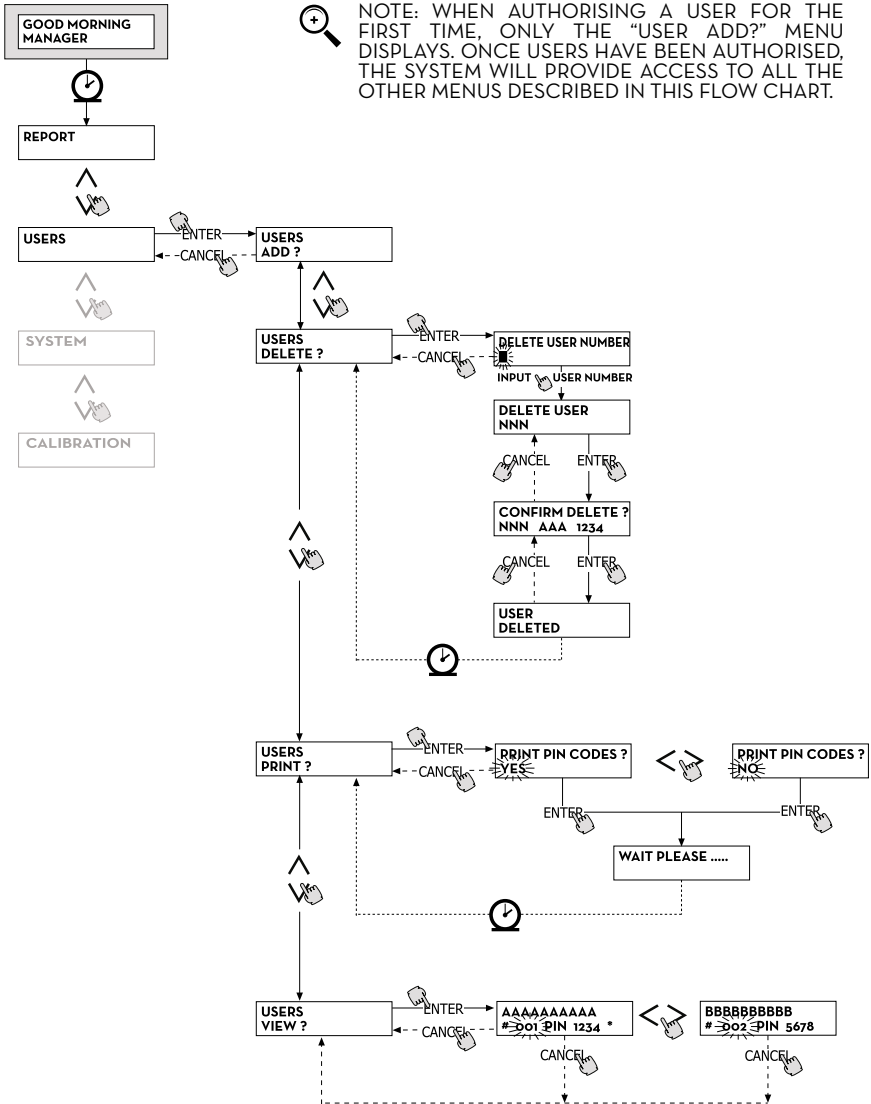 GOOD MORNING
MANAGER
NOTE: WHEN AUTHORISING A USER FOR THE
FIRST TIME, ONLY THE “USER ADD?” MENU
DISPLAYS. ONCE USERS HAVE BEEN AUTHORISED,
THE SYSTEM WILL PROVIDE ACCESS TO ALL THE
OTHER MENUS DESCRIBED IN THIS FLOW CHART.
REPORT
USERS
ENTER
CANCEL
USERS
ADD ?
SYSTEM
CALIBRATION
USERS
DELETE ?
ENTER
CANCEL
DELETE USER NUMBER
INPUT USER NUMBER
DELETE USER
NNN
CANCEL ENTER
CONFIRM DELETE ?
NNN AAA 1234
CANCEL ENTER
USER
DELETED
USERS
PRINT ?
ENTER
CANCEL
PRINT PIN CODES ?
YES
PRINT PIN CODES ?
NO
ENTER
ENTER
WAIT PLEASE .....
USERS
VIEW ?
ENTER
CANCEL
AAAAAAAAAA
# 001 PIN 1234 *
BBBBBBBBBB
# 002 PIN 5678
CANCEL
CANCEL